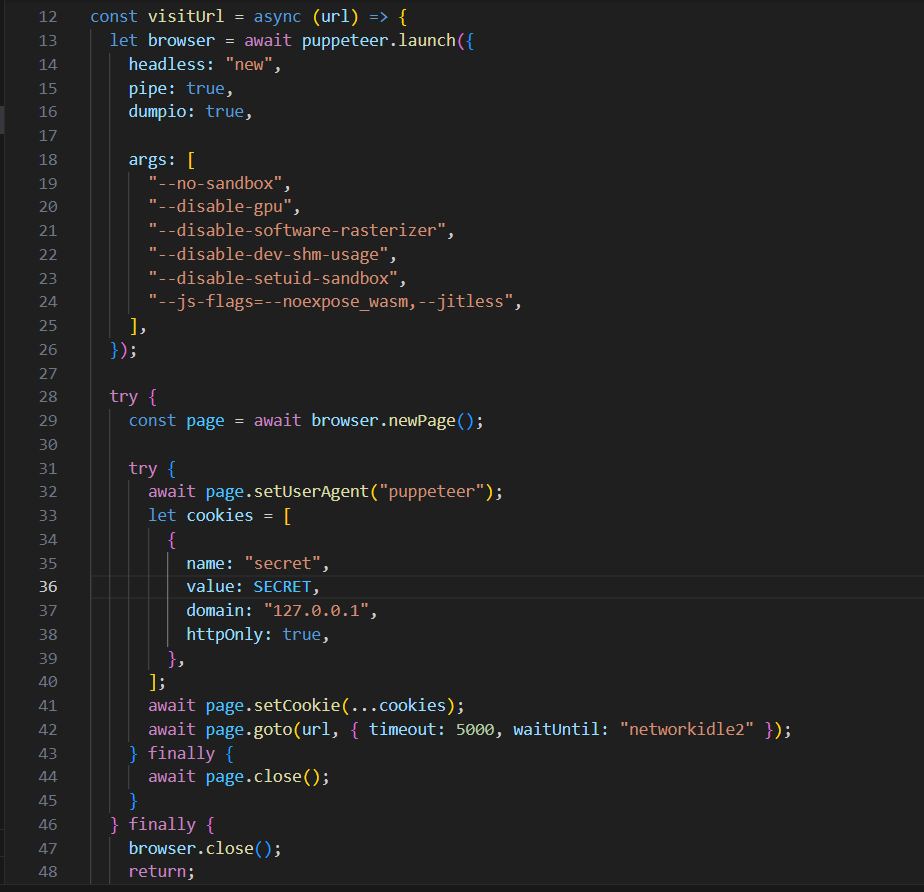 12 const visitUrl = async (url) => {
13 let browser = await puppeteer.launch({
14 headless: "new",
15 pipe: true,
16 dumpio: true,
17
18 args: [
19 "--no-sandbox",
20 "--disable-gpu",
21 "--disable-software-rasterizer",
22 "--disable-dev-shm-usage",
23 "--disable-setuid-sandbox",
24 "--js-flags=--noexpose_wasm,--jitless",
25 ],
26 });
27
28 try {
29 const page = await browser.newPage();
30
31 try {
32 await page.setUserAgent("puppeteer");
33 let cookies = [
34 {
35 name: "secret",
36 value: SECRET,
37 domain: "127.0.0.1",
38 httpOnly: true,
39 },
40 ];
41 await page.setCookie(...cookies);
42 await page.goto(url, { timeout: 5000, waitUntil: "networkidle2" });
43 } finally {
44 await page.close();
45 }
46 } finally {
47 browser.close();
48 return;